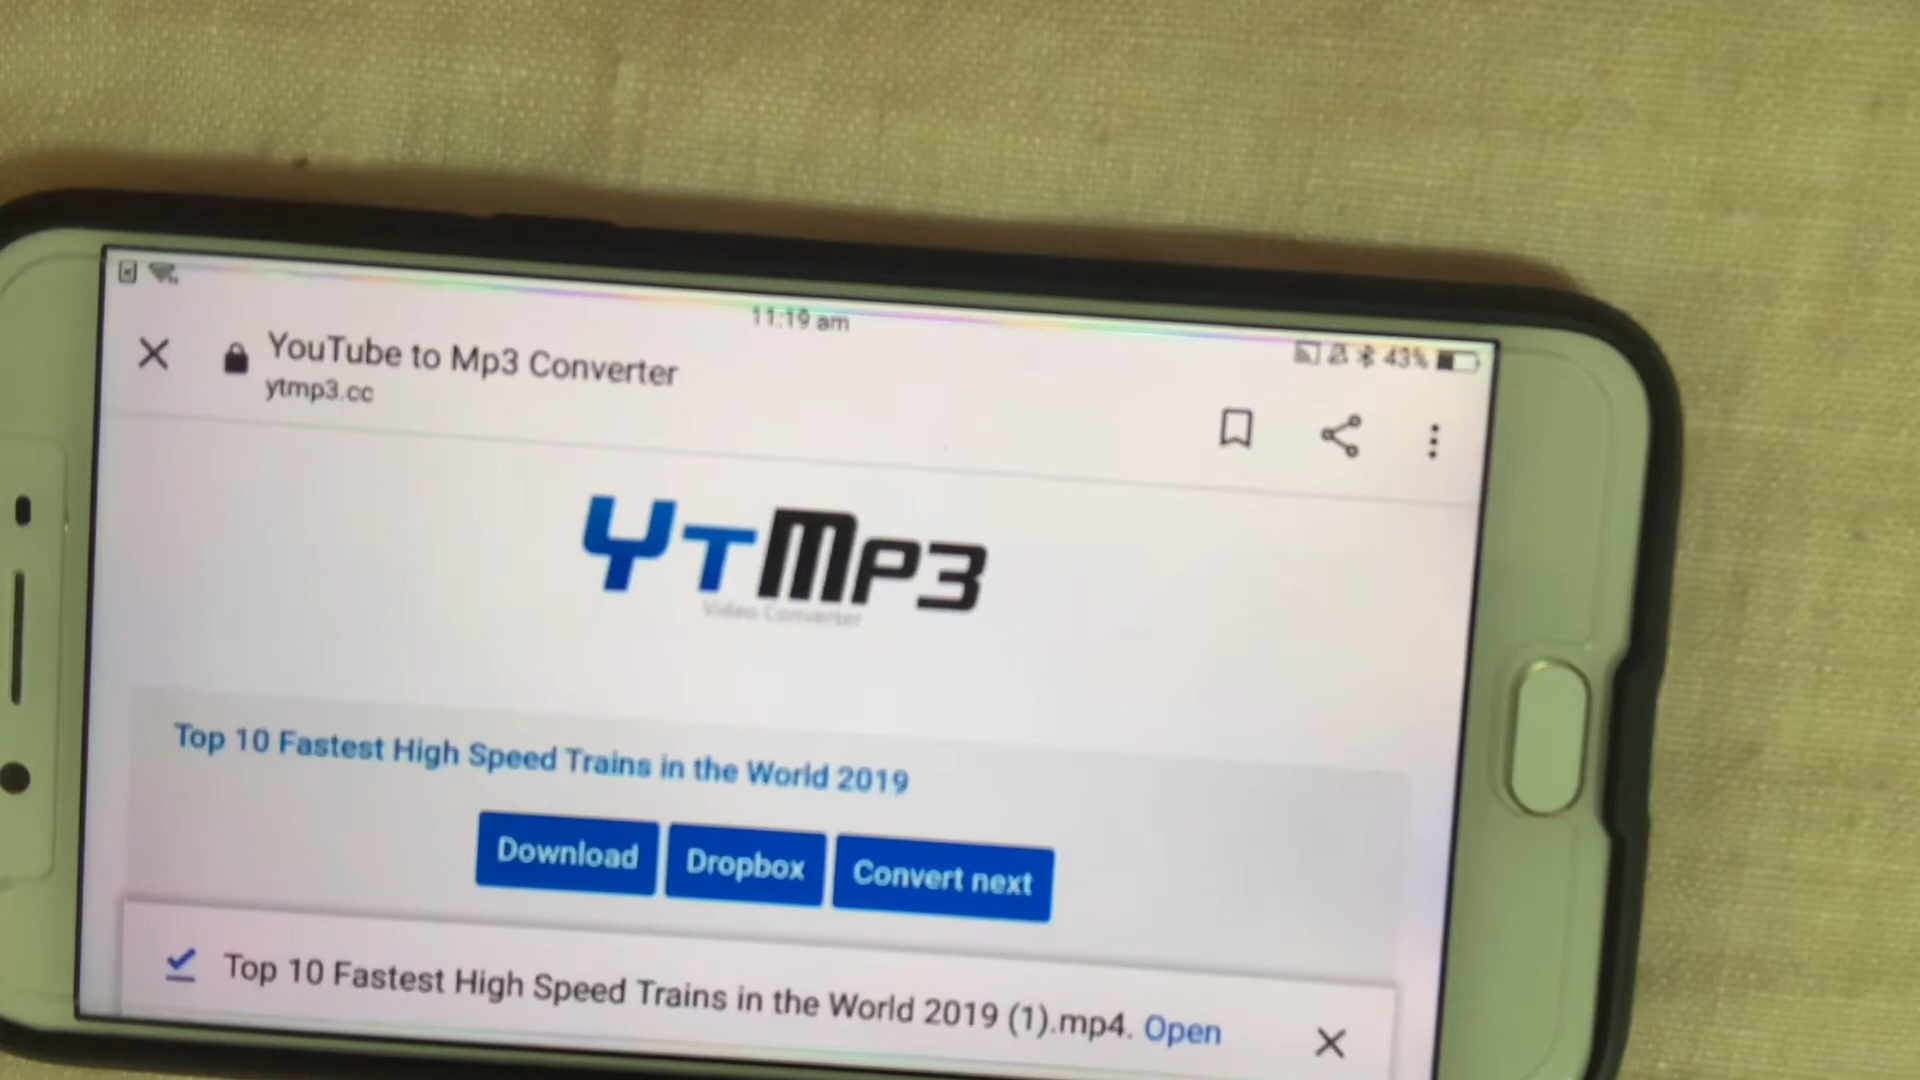 11:19 am
43%
YouTube to Mp3 Converter
ytmp3.cc
YTMP3
Video Converter
Top 10 Fastest High Speed Trains in the World 2019
Download
Dropbox
Convert next
Top 10 Fastest High Speed Trains in the World 2019 (1).mp4. Open